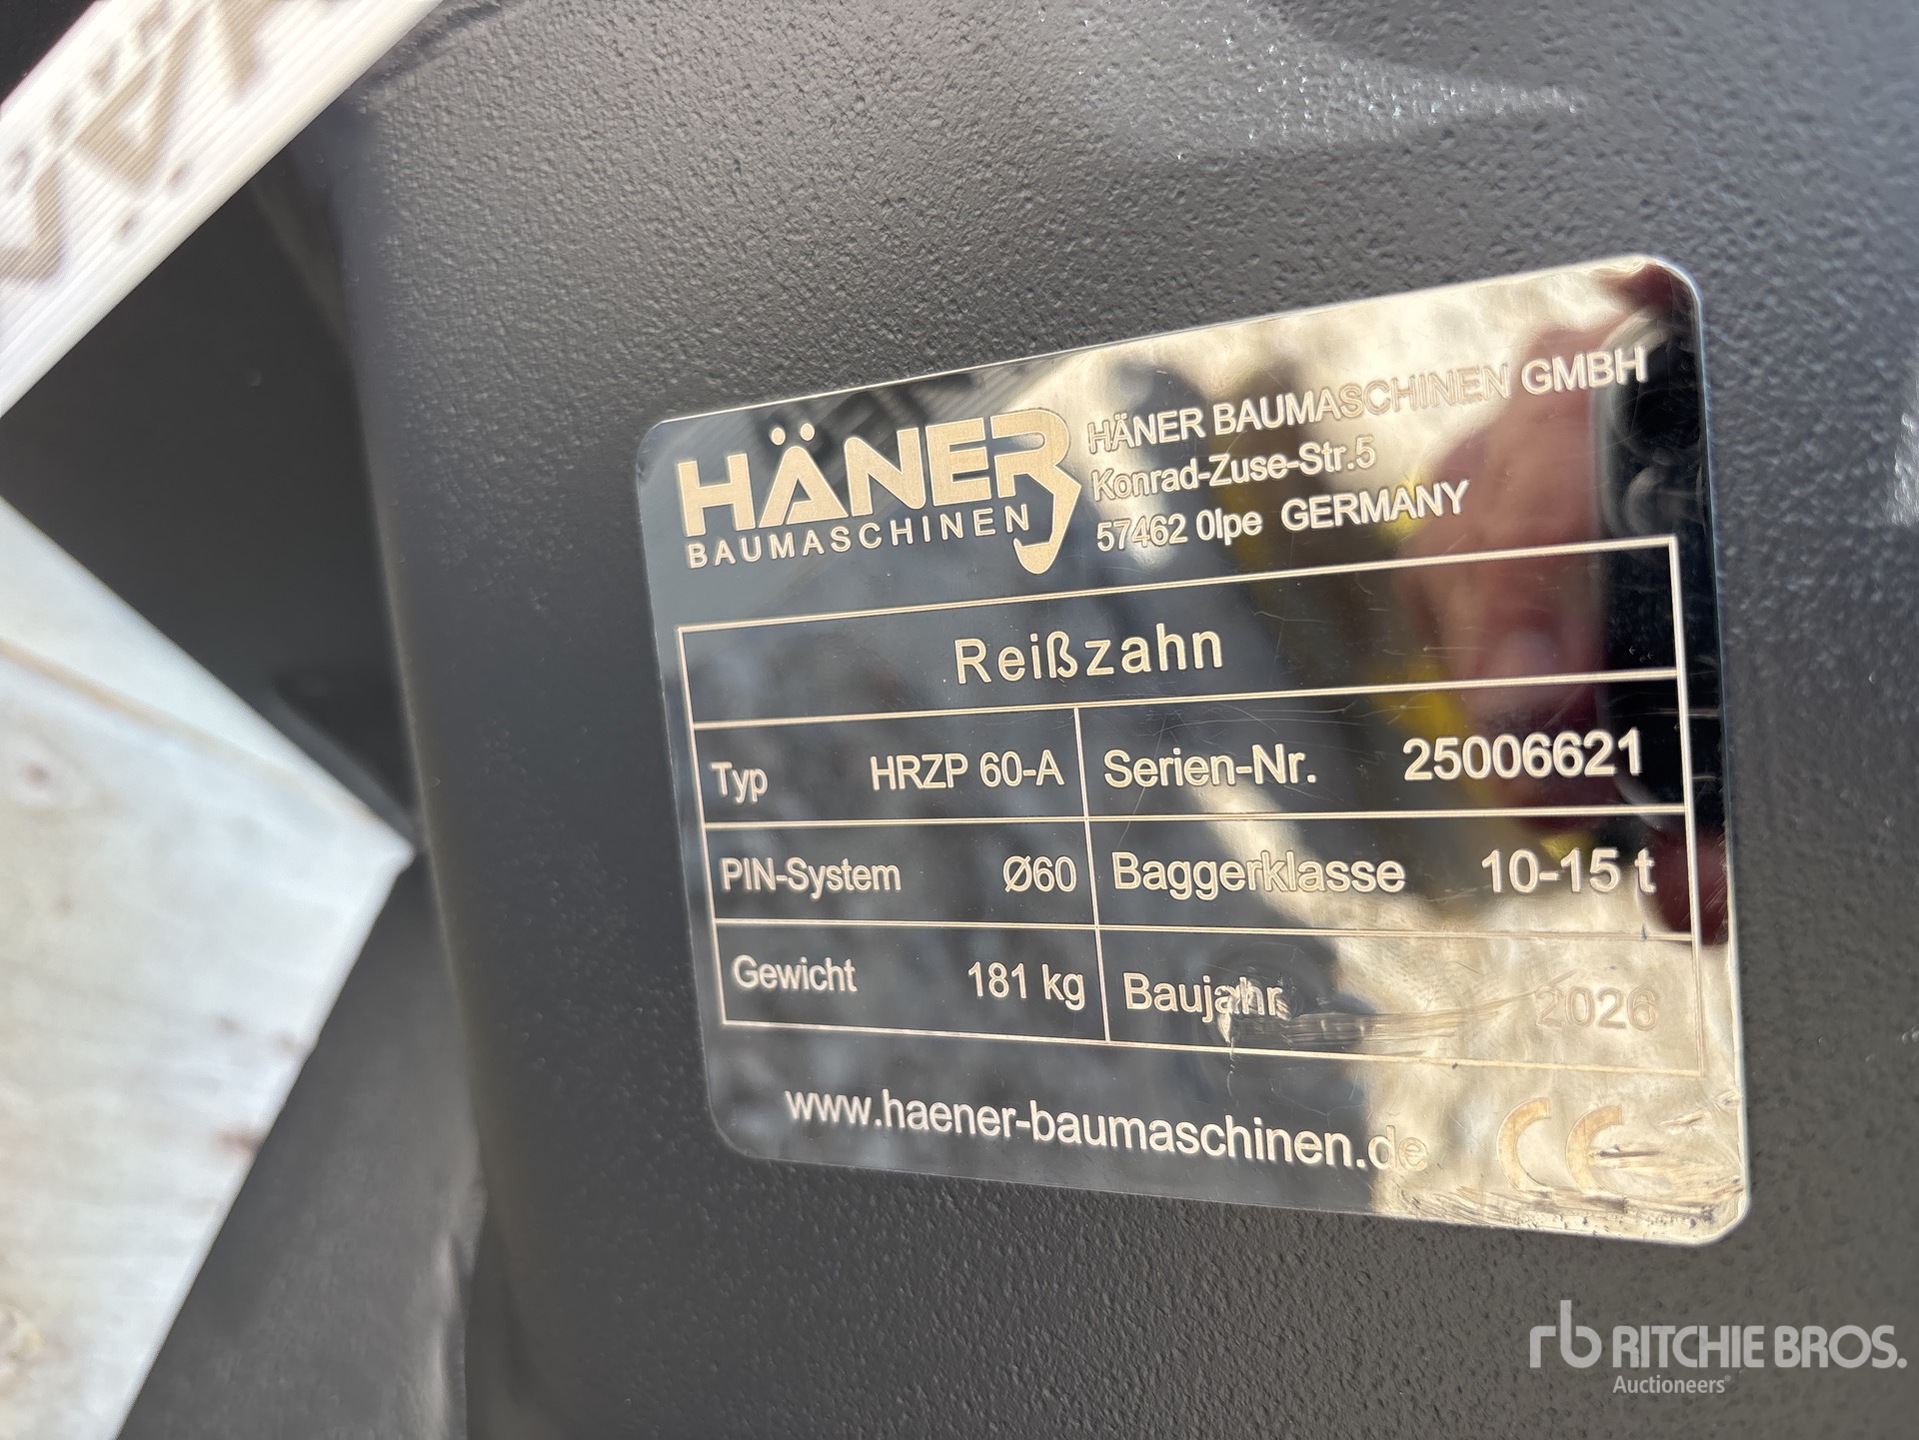 HÄNER
BAUMASCHINEN
HÄNER BAUMASCHINEN GMBH
Konrad-Zuse-Str.5
57462 Olpe GERMANY
Reißzahn
Typ HRZP 60-A Serien-Nr. 25006621
PIN-System Ø60 Baggerklasse 10-15 t
Gewicht 181 kg Baujahr 2026
www.haener-baumaschinen.de CE
rb RITCHIE BROS.
Auctioneers